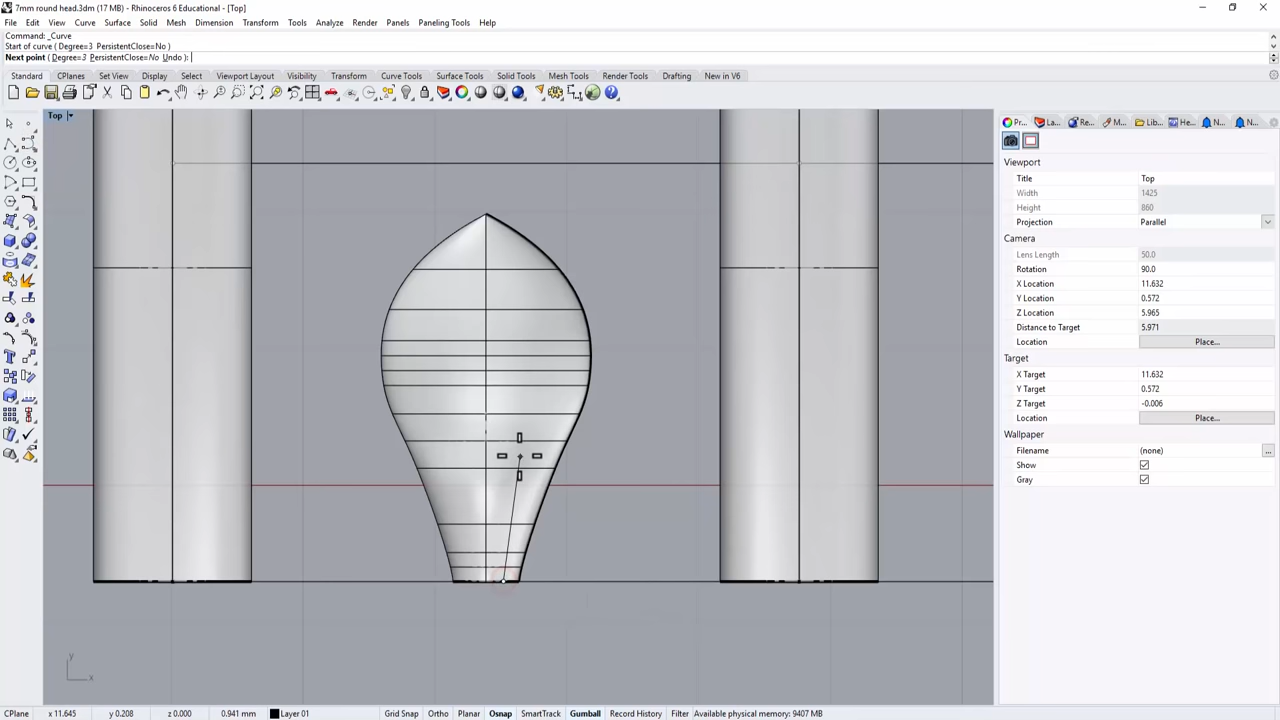 7mm round head.3dm (17 MB) - Rhinoceros 6 Educational - [Top]
File Edit View Curve Surface Solid Mesh Dimension Transform Tools Analyze Render Panels Paneling Tools Help
Command: _Curve
Start of curve ( Degree=3 PersistentClose=No )
Next point ( Degree=3 PersistentClose=No Undo ):
Standard CPlanes Set View Display Select Viewport Layout Visibility Transform Curve Tools Surface Tools Solid Tools Mesh Tools Render Tools Drafting New in V6
Top
Pr... La... Re... M... Lib... He... N... N...
Viewport
Title Top
Width 1425
Height 860
Projection Parallel
Camera
Lens Length 50.0
Rotation 90.0
X Location 11.632
Y Location 0.572
Z Location 5.965
Distance to Target 5.971
Location Place...
Target
X Target 11.632
Y Target 0.572
Z Target -0.006
Location Place...
Wallpaper
Filename (none) ...
Show
Gray
y
x
CPlane x 11.645 y 0.208 z 0.000 0.941 mm Layer 01 Grid Snap Ortho Planar Osnap SmartTrack Gumball Record History Filter Available physical memory: 9407 MB